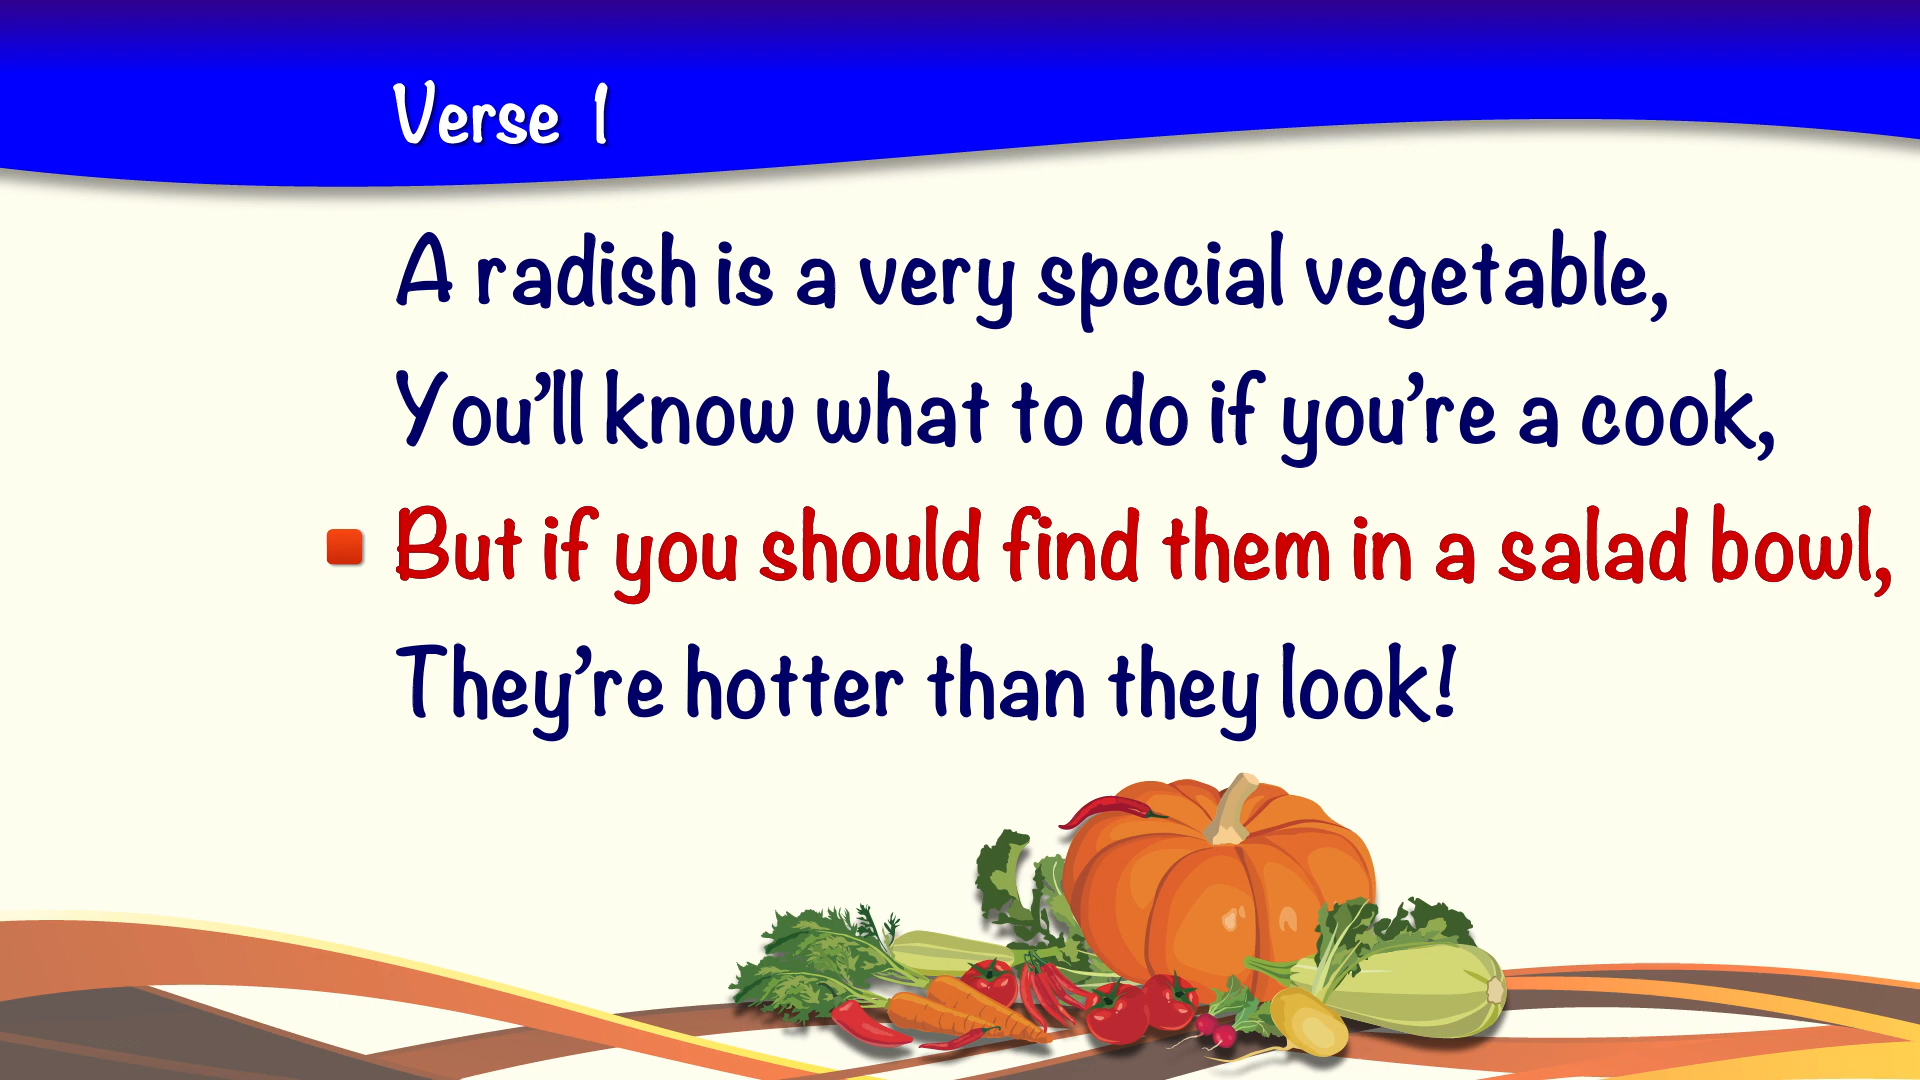 Verse 1
A radish is a very special vegetable,
You’ll know what to do if you’re a cook,
But if you should find them in a salad bowl,
They’re hotter than they look!